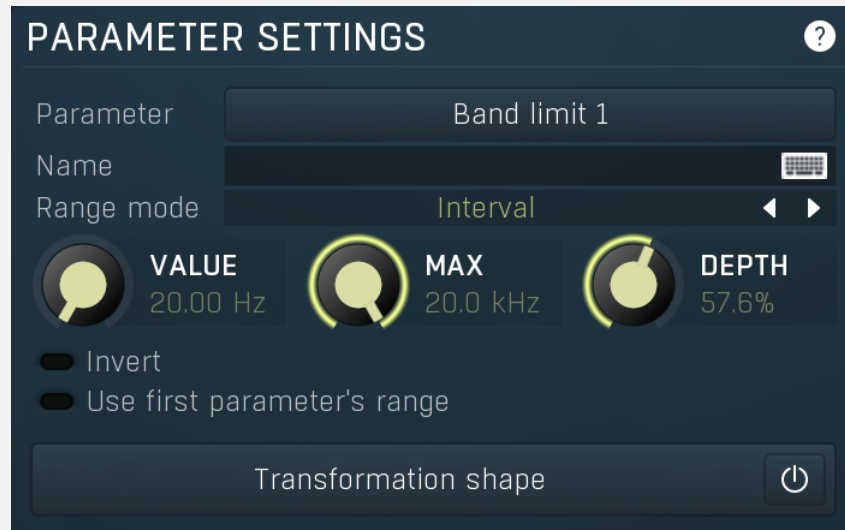 PARAMETER SETTINGS ?
Parameter Band limit 1
Name
Range mode Interval
VALUE MAX DEPTH
20.00 Hz 20.0 kHz 57.6%
Invert
Use first parameter's range
Transformation shape